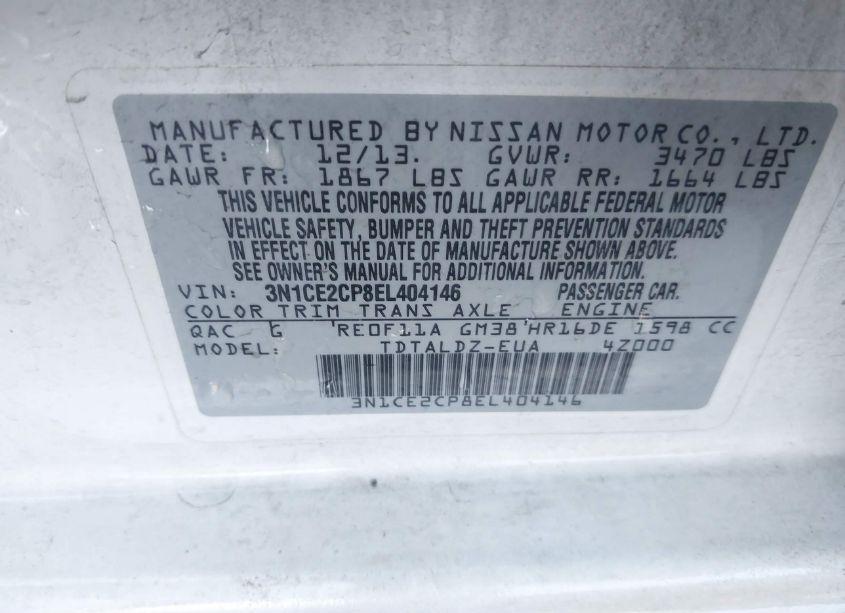 MANUFACTURED BY NISSAN MOTOR CO., LTD.
DATE: 12/13. GVWR: 3470 LBS
GAWR FR: 1867 LBS GAWR RR: 1664 LBS
THIS VEHICLE CONFORMS TO ALL APPLICABLE FEDERAL MOTOR
VEHICLE SAFETY, BUMPER AND THEFT PREVENTION STANDARDS
IN EFFECT ON THE DATE OF MANUFACTURE SHOWN ABOVE.
SEE OWNER'S MANUAL FOR ADDITIONAL INFORMATION.
VIN: 3N1CE2CP8EL404146 PASSENGER CAR.
COLOR TRIM TRANS AXLE ENGINE
QAC G RE0F11A GM38 HR16DE 1598 CC
MODEL: TDTALDZ-EUA 4Z000
3N1CE2CP8EL404146